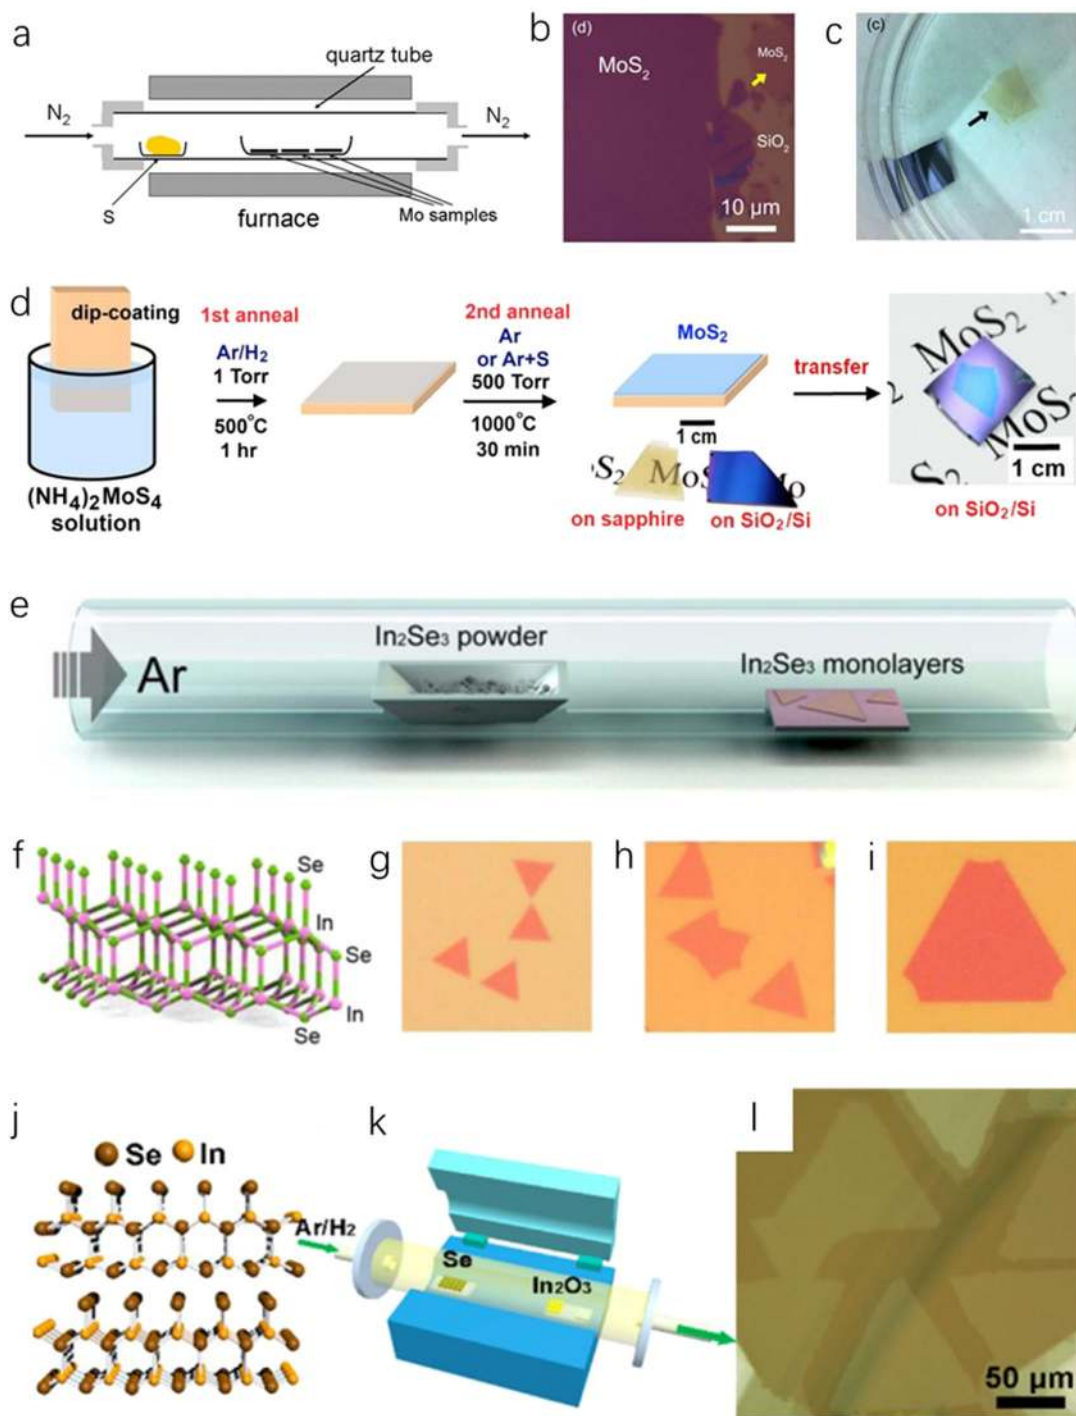 a
quartz tube
N₂
N₂
S
Mo samples
furnace
b
(d)
MoS₂
MoS₂
SiO₂
10 µm
c
(c)
1 cm
d
dip-coating
(NH₄)₂MoS₄
solution
1st anneal
Ar/H₂
1 Torr
500°C
1 hr
2nd anneal
Ar
or Ar+S
500 Torr
1000°C
30 min
MoS₂
1 cm
on sapphire
on SiO₂/Si
transfer
MoS₂
MoS₂
1 cm
on SiO₂/Si
e
Ar
In₂Se₃ powder
In₂Se₃ monolayers
f
Se
In
Se
In
Se
g
h
i
j
Se
In
k
Ar/H₂
Se
In₂O₃
l
50 µm